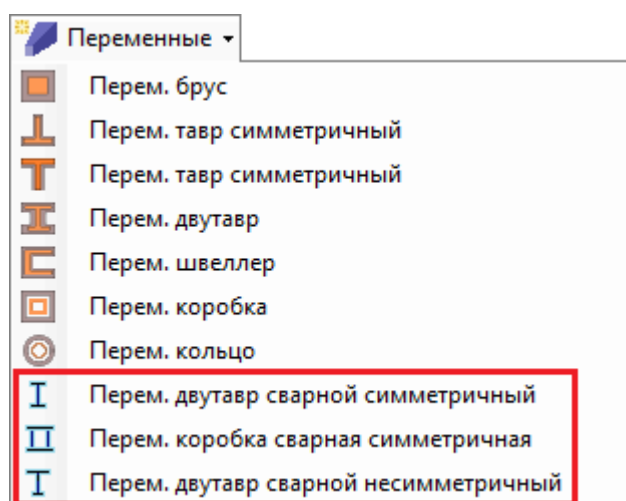 Переменные
Перем. брус
Перем. тавр симметричный
Перем. тавр симметричный
Перем. двутавр
Перем. швеллер
Перем. коробка
Перем. кольцо
Перем. двутавр сварной симметричный
Перем. коробка сварная симметричная
Перем. двутавр сварной несимметричный